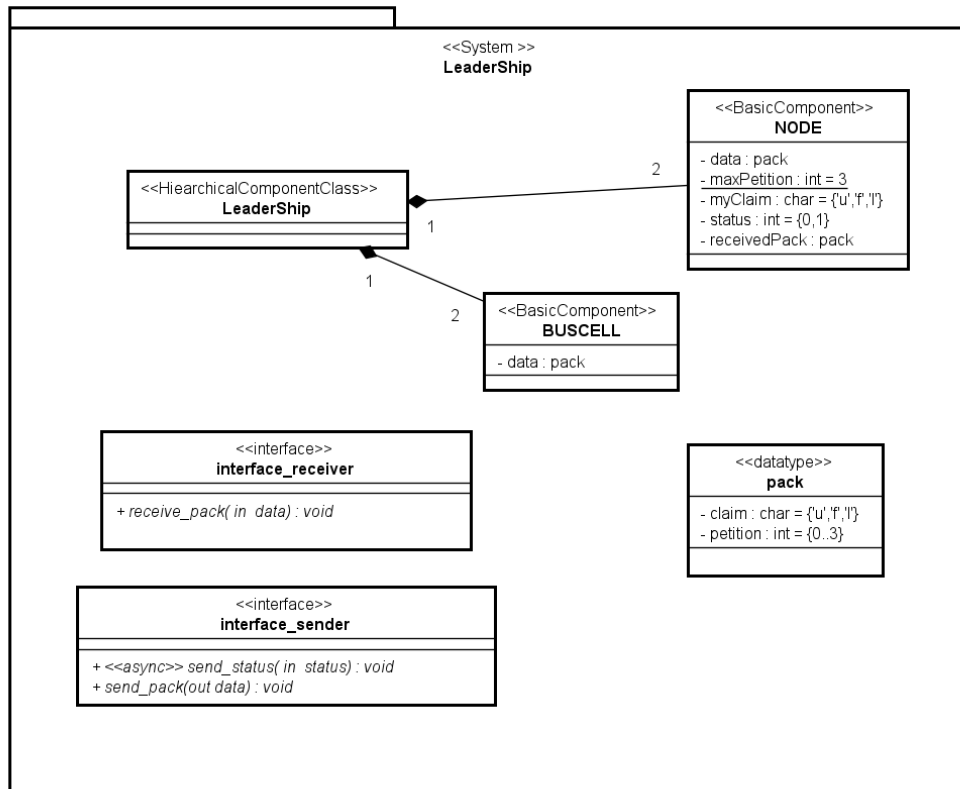 <<System >>
LeaderShip
<<BasicComponent>>
NODE
- data : pack
- maxPetition : int = 3
- myClaim : char = {'u','f','l'}
- status : int = {0,1}
- receivedPack : pack
<<HiearchicalComponentClass>>
LeaderShip
1
2
1
2
<<BasicComponent>>
BUSCELL
- data : pack
<<interface>>
interface_receiver
+ receive_pack( in  data) : void
<<datatype>>
pack
- claim : char = {'u','f','l'}
- petition : int = {0..3}
<<interface>>
interface_sender
+ <<async>> send_status( in  status) : void
+ send_pack(out data) : void